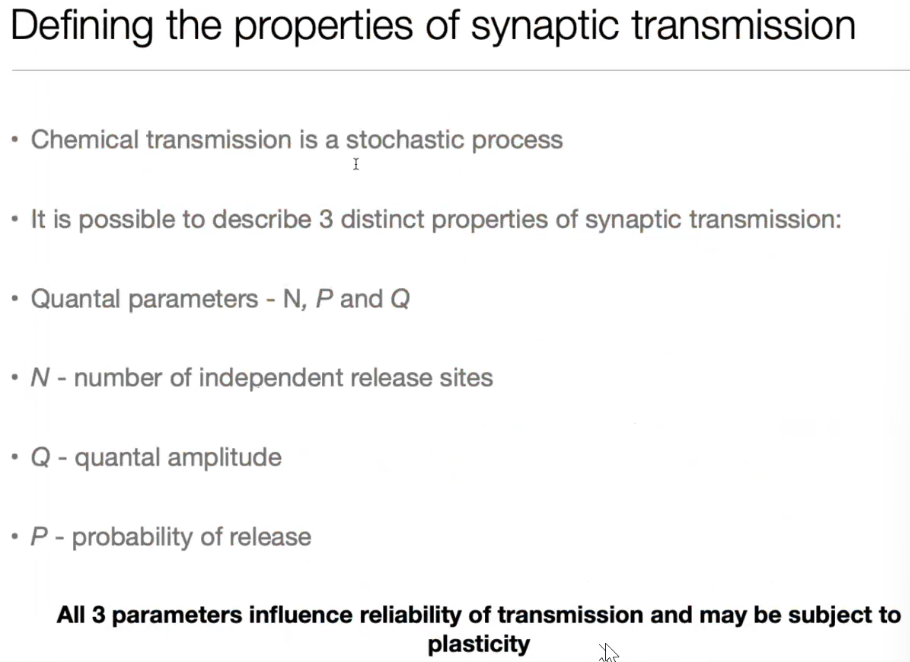 Defining the properties of synaptic transmission
• Chemical transmission is a stochastic process
• It is possible to describe 3 distinct properties of synaptic transmission:
• Quantal parameters - N, P and Q
• N - number of independent release sites
• Q - quantal amplitude
• P - probability of release
All 3 parameters influence reliability of transmission and may be subject to
plasticity